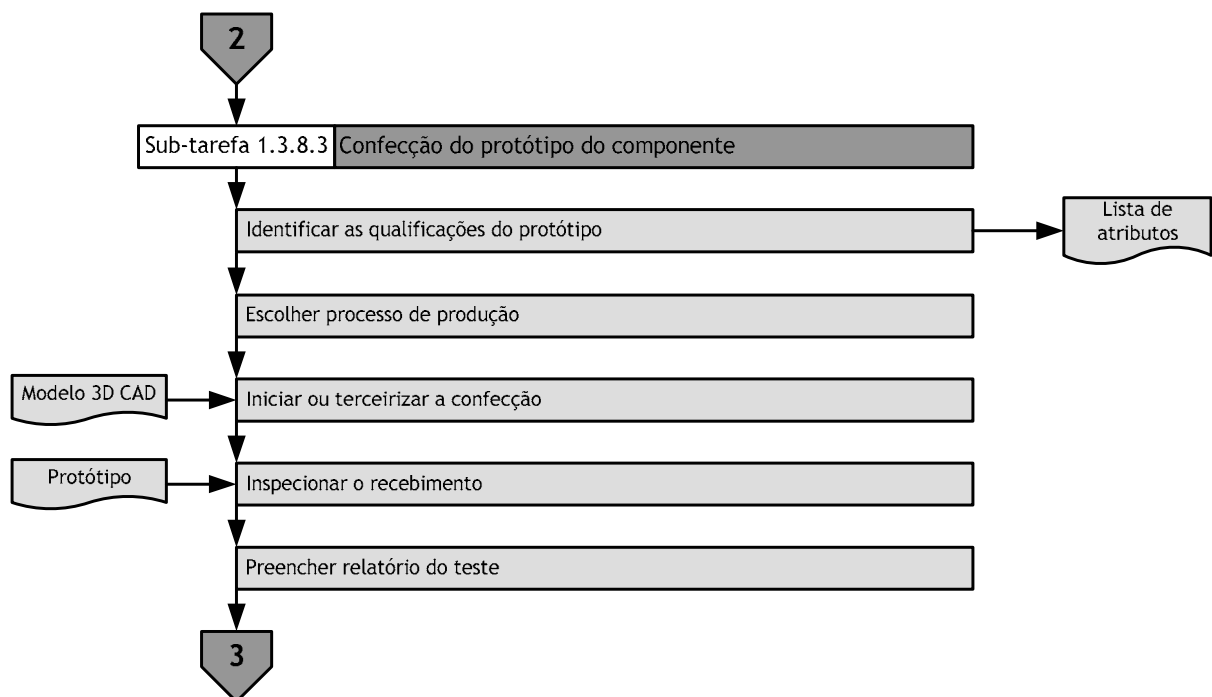 2
Sub-tarefa 1.3.8.3
Confecção do protótipo do componente
Identificar as qualificações do protótipo
Lista de
atributos
Escolher processo de produção
Modelo 3D CAD
Iniciar ou terceirizar a confecção
Protótipo
Inspecionar o recebimento
Preencher relatório do teste
3